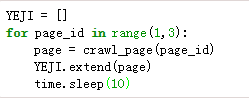 YEJI = []
for page_id in range(1,3):
    page = crawl_page(page_id)
    YEJI.extend(page)
    time.sleep(10)